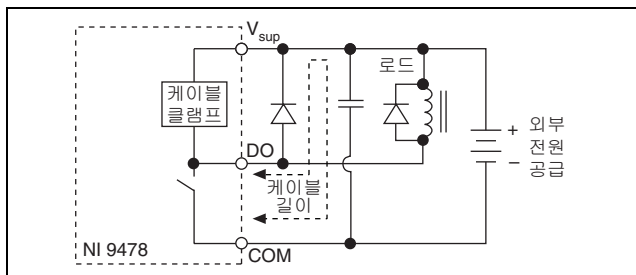 V_sup
로드
케이블
클램프
+ 외부
전원
– 공급
DO
케이블
길이
NI 9478
COM